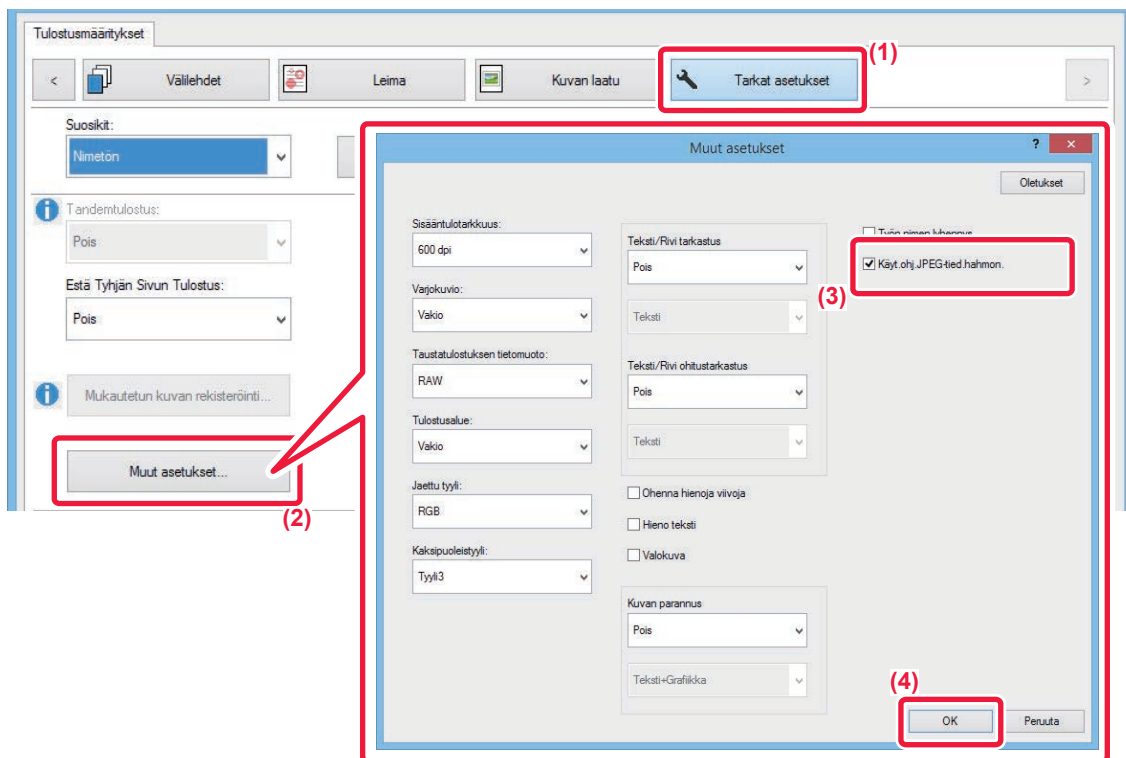 Tulostusmääritykset
(1)
<
Välilehdet
Leima
Kuvan laatu
Tarkat asetukset
>
Suosikit:
Nimetön
Tandemtulostus:
Pois
Estä Tyhjän Sivun Tulostus:
Pois
Mukautetun kuvan rekisteröinti...
Muut asetukset...
(2)
Muut asetukset
?
Oletukset
Sisääntulotarkkuus:
600 dpi
Varjokuvio:
Vakio
Taustatulostuksen tietomuoto:
RAW
Tulostusalue:
Vakio
Jaettu tyyli:
RGB
Kaksipuoleistyyli:
Tyyli3
Teksti/Rivi tarkastus
Pois
Teksti
Teksti/Rivi ohitustarkastus
Pois
Teksti
Ohenna hienoja viivoja
Hieno teksti
Valokuva
Kuvan parannus
Pois
Teksti+Grafiikka
Työn nimen lyhennys
Käyt.ohj.JPEG-tied.hahmon.
(3)
(4)
OK
Peruuta